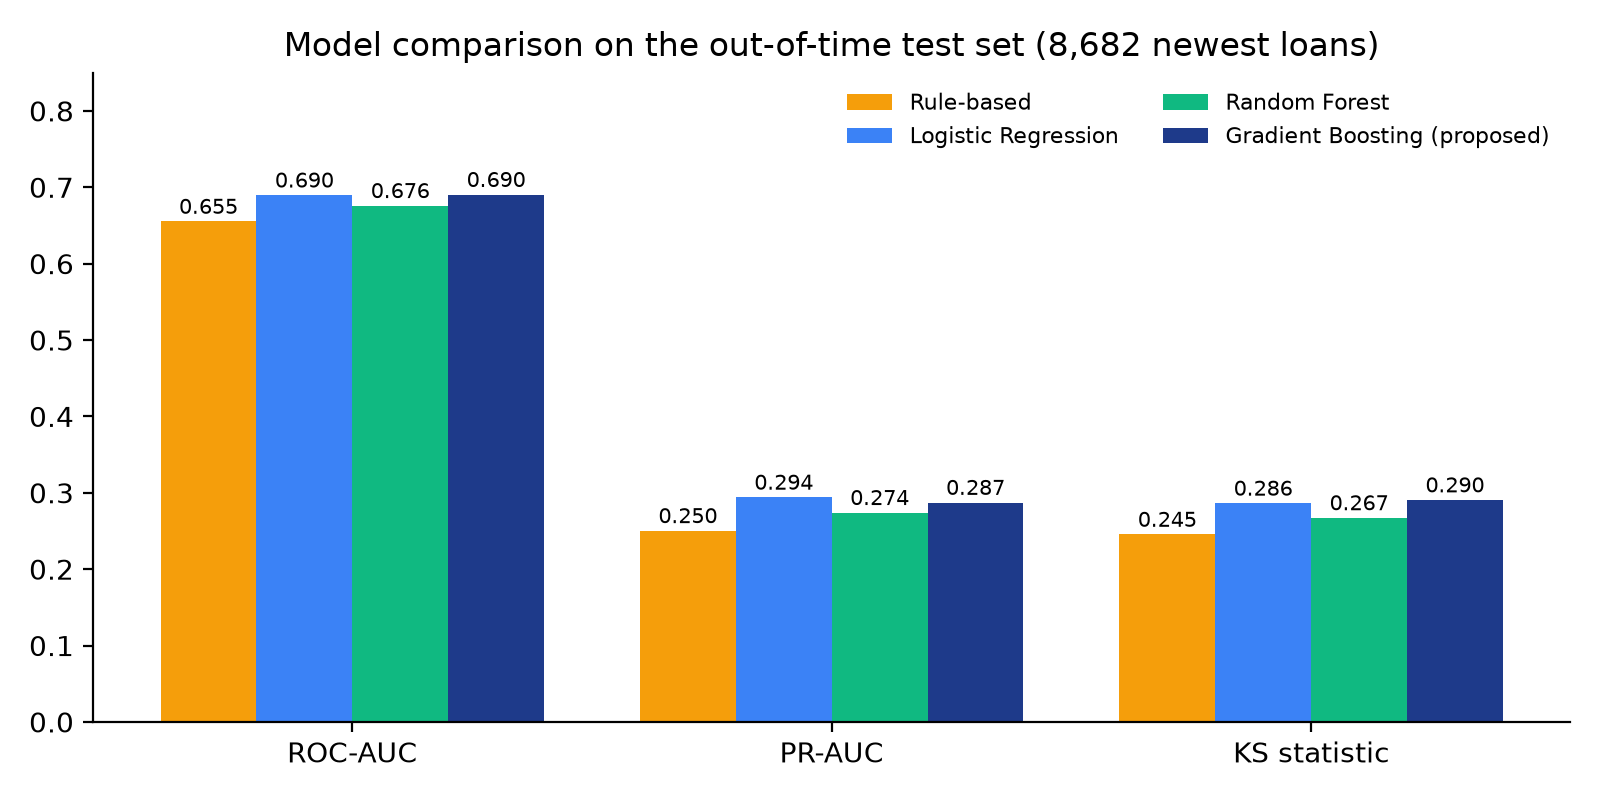 Model comparison on the out-of-time test set (8,682 newest loans)
Rule-based
Logistic Regression
Random Forest
Gradient Boosting (proposed)
0.8
0.7
0.6
0.5
0.4
0.3
0.2
0.1
0.0
0.655
0.690
0.676
0.690
0.250
0.294
0.274
0.287
0.245
0.286
0.267
0.290
ROC-AUC
PR-AUC
KS statistic